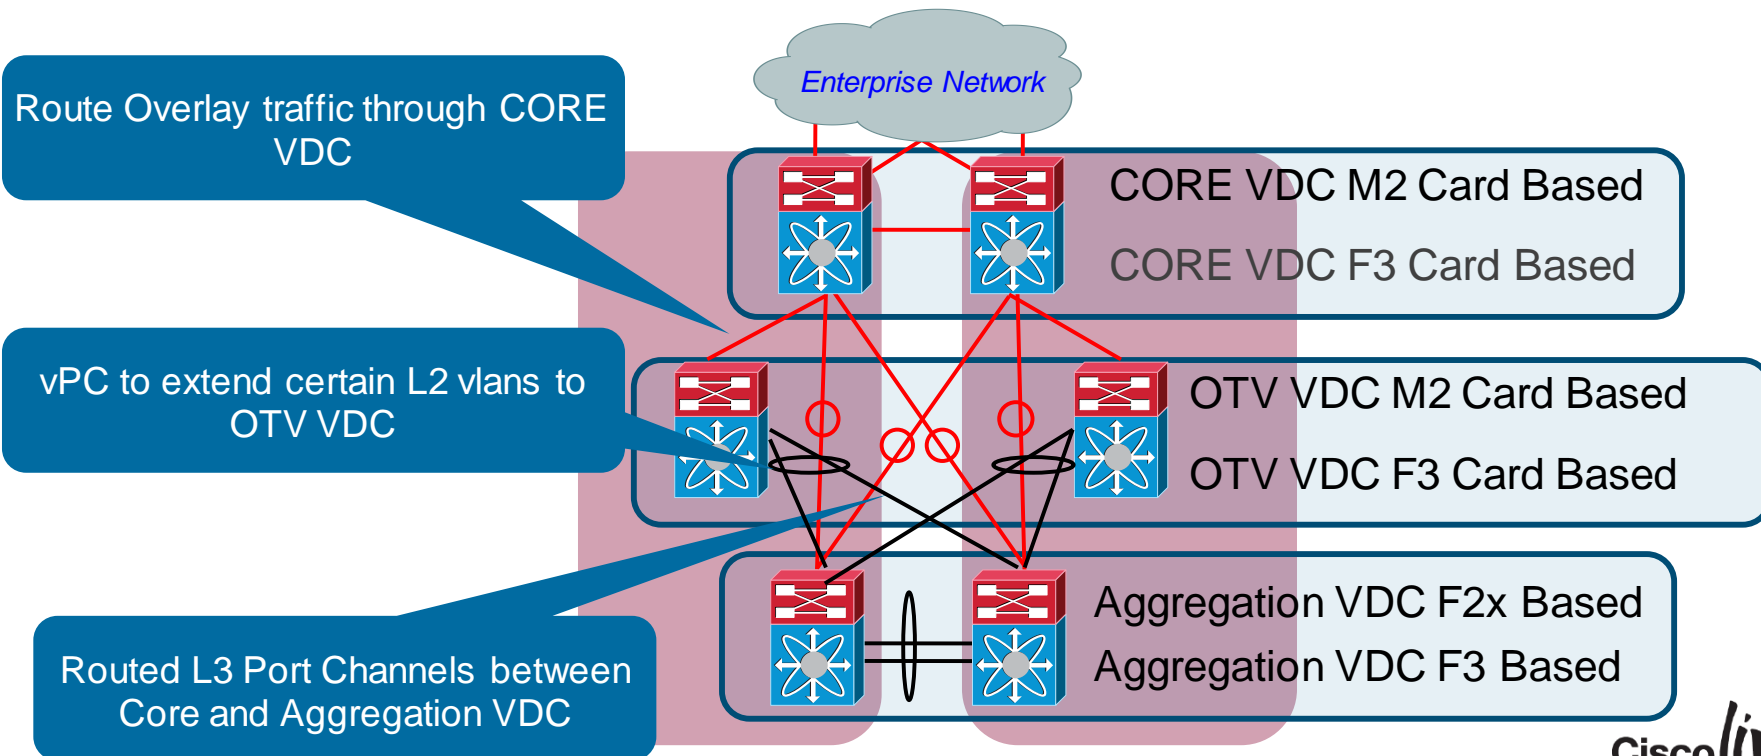 Enterprise Network
Route Overlay traffic through CORE
VDC
CORE VDC M2 Card Based
CORE VDC F3 Card Based
vPC to extend certain L2 vlans to
OTV VDC
OTV VDC M2 Card Based
OTV VDC F3 Card Based
Aggregation VDC F2x Based
Aggregation VDC F3 Based
Routed L3 Port Channels between
Core and Aggregation VDC
Cisco